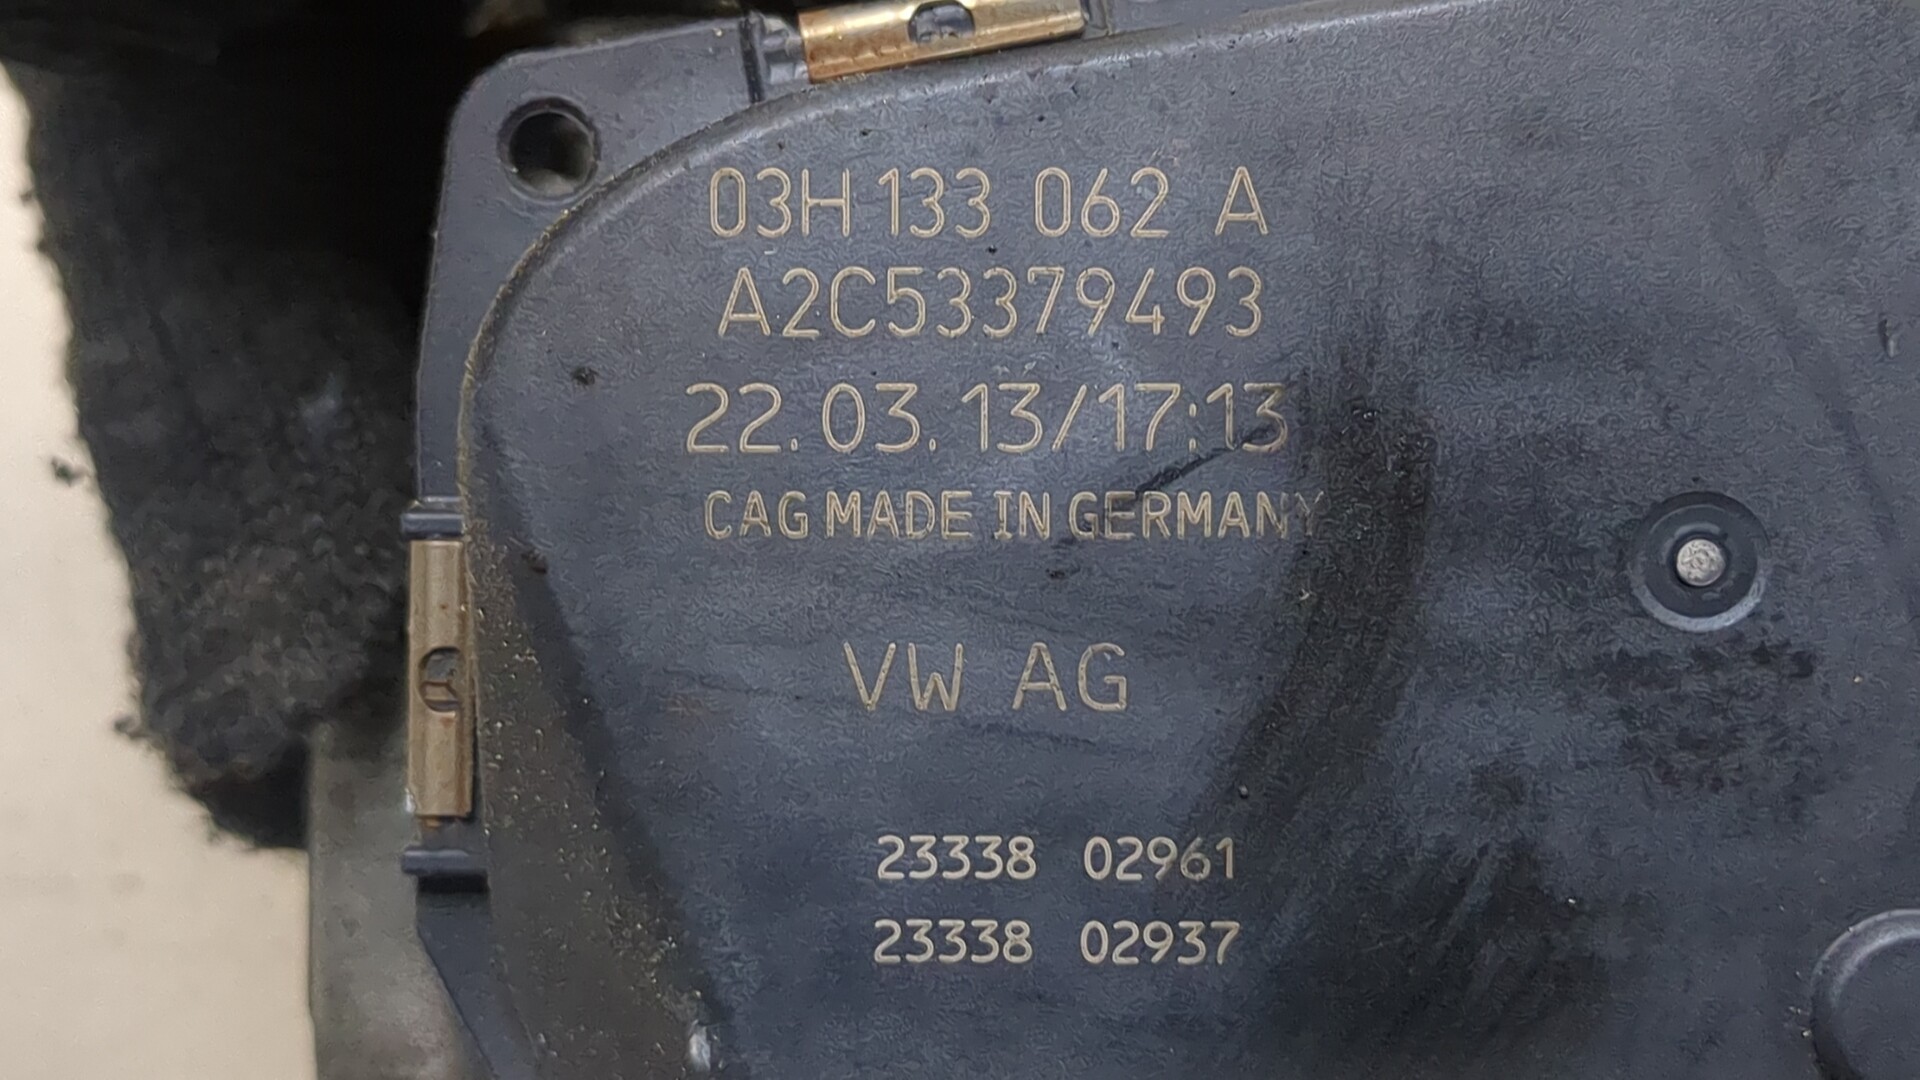 03H 133 062 A
A2C53379493
22.03.13/17:13
CAG MADE IN GERMANY
VW AG
23338 02961
23338 02937